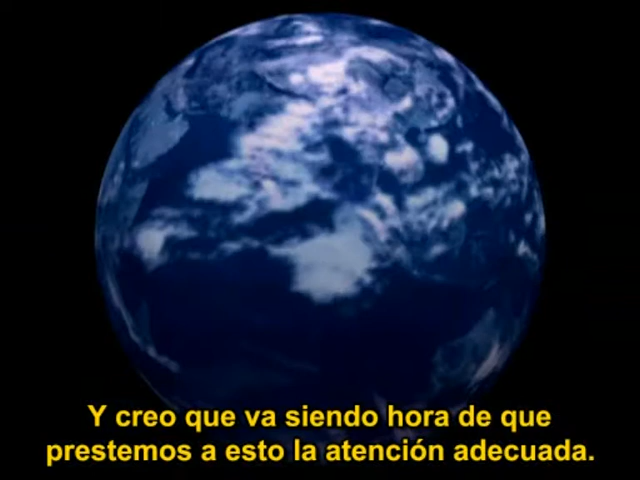 Y creo que va siendo hora de que
prestemos a esto la atención adecuada.